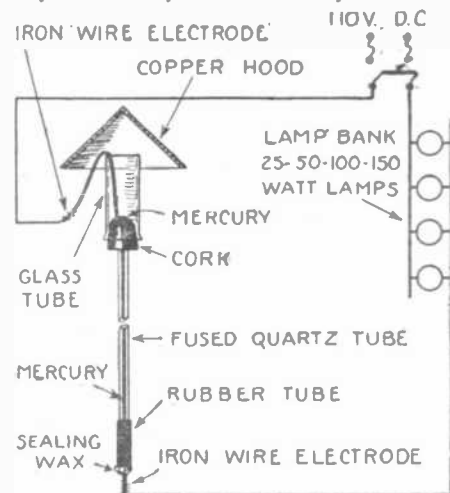 110V. D.C
IRON WIRE ELECTRODE
COPPER HOOD
LAMP BANK
25-50-100-150
WATT LAMPS
MERCURY
CORK
GLASS
TUBE
FUSED QUARTZ TUBE
MERCURY
RUBBER TUBE
SEALING
WAX
IRON WIRE ELECTRODE